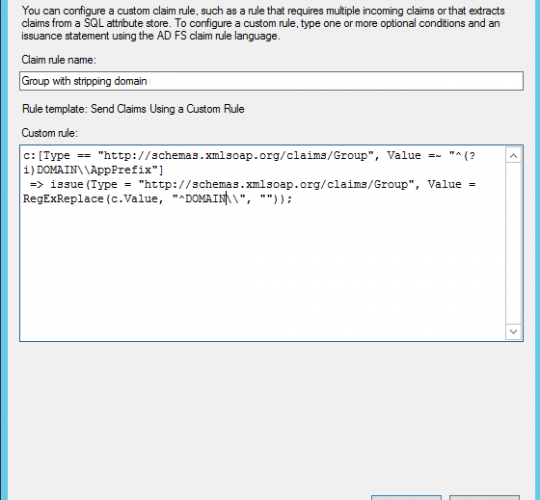 You can configure a custom claim rule, such as a rule that requires multiple incoming claims or that extracts
claims from a SQL attribute store. To configure a custom rule, type one or more optional conditions and an
issuance statement using the AD FS claim rule language.
Claim rule name:
Group with stripping domain
Rule template: Send Claims Using a Custom Rule
Custom rule:
c:[Type == "http://schemas.xmlsoap.org/claims/Group", Value =~ "^(?
i)DOMAIN\\AppPrefix"]
=> issue(Type = "http://schemas.xmlsoap.org/claims/Group", Value =
RegExReplace(c.Value, "^DOMAIN\\", ""));